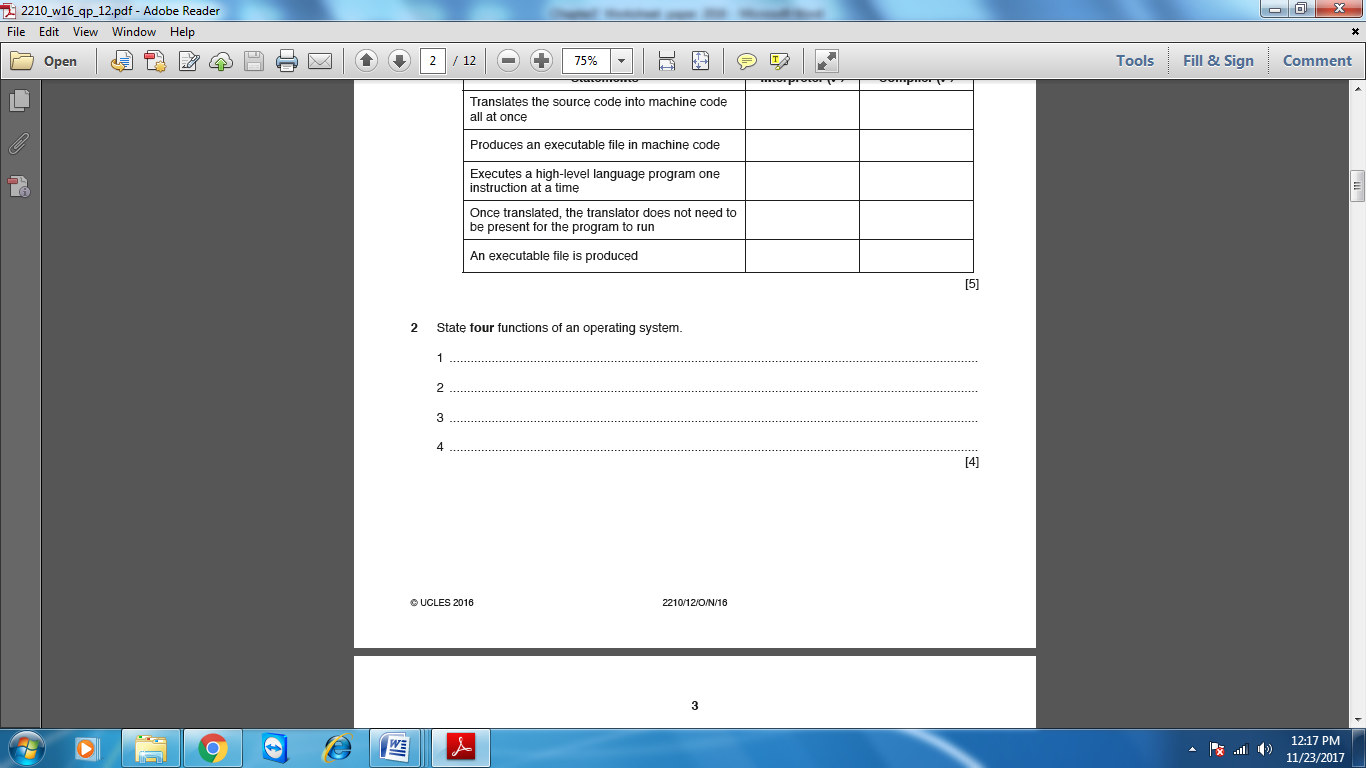 2210_w16_qp_12.pdf - Adobe Reader
File Edit View Window Help
Open 2 / 12 75% Tools Fill & Sign Comment
Statements Interpreter (✓) Compiler (✓)
Translates the source code into machine code
all at once
Produces an executable file in machine code
Executes a high-level language program one
instruction at a time
Once translated, the translator does not need to
be present for the program to run
An executable file is produced
[5]
2 State four functions of an operating system.
1 ..........
2 ..........
3 ..........
4 ..........
[4]
© UCLES 2016 2210/12/O/N/16
3
12:17 PM
11/23/2017